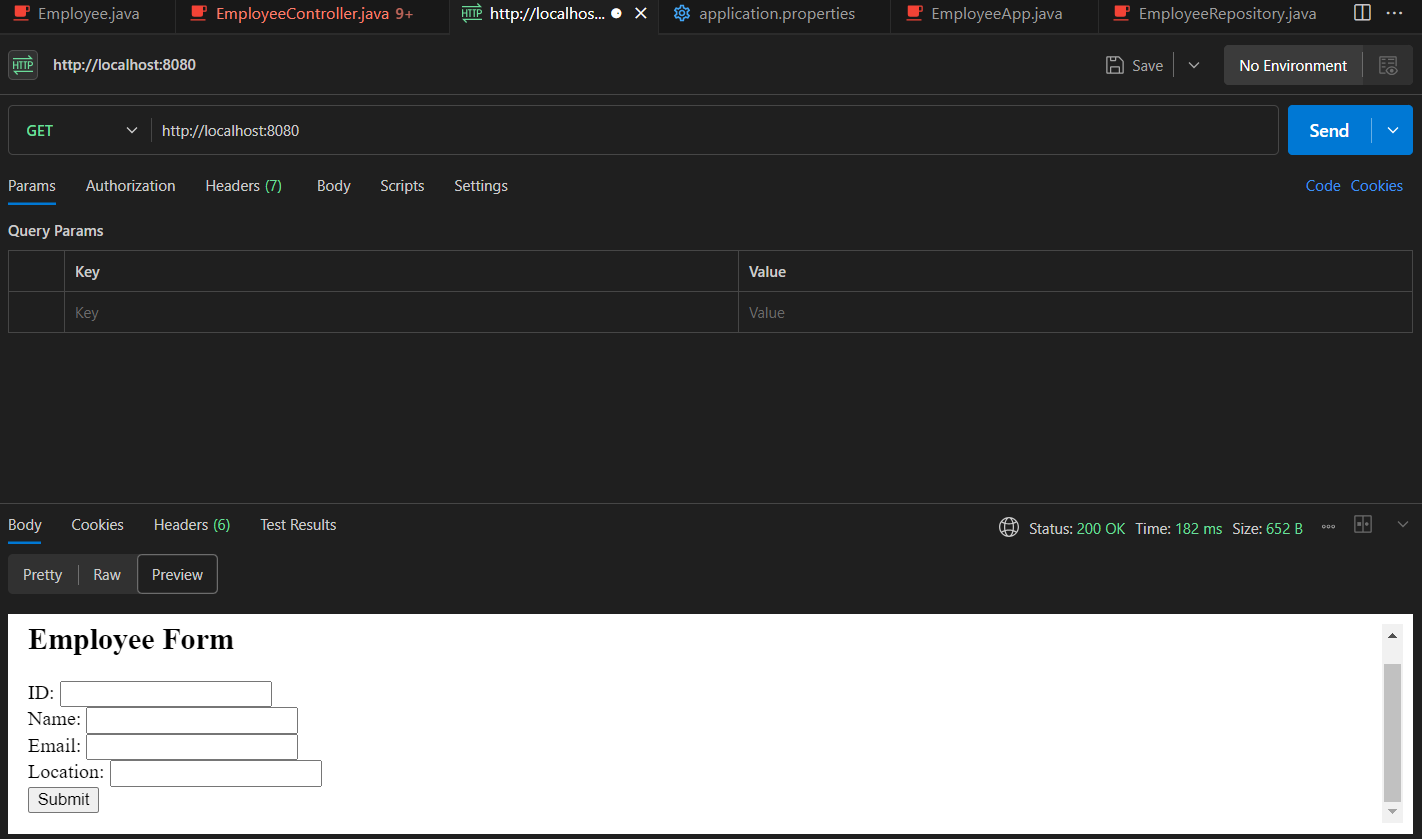 Employee.java EmployeeController.java 9+ http://localhos... application.properties EmployeeApp.java EmployeeRepository.java
HTTP http://localhost:8080 Save No Environment
GET http://localhost:8080 Send
Params Authorization Headers (7) Body Scripts Settings Code Cookies
Query Params
Key Value
Key Value
Body Cookies Headers (6) Test Results Status: 200 OK Time: 182 ms Size: 652 B
Pretty Raw Preview
Employee Form
ID:
Name:
Email:
Location:
Submit